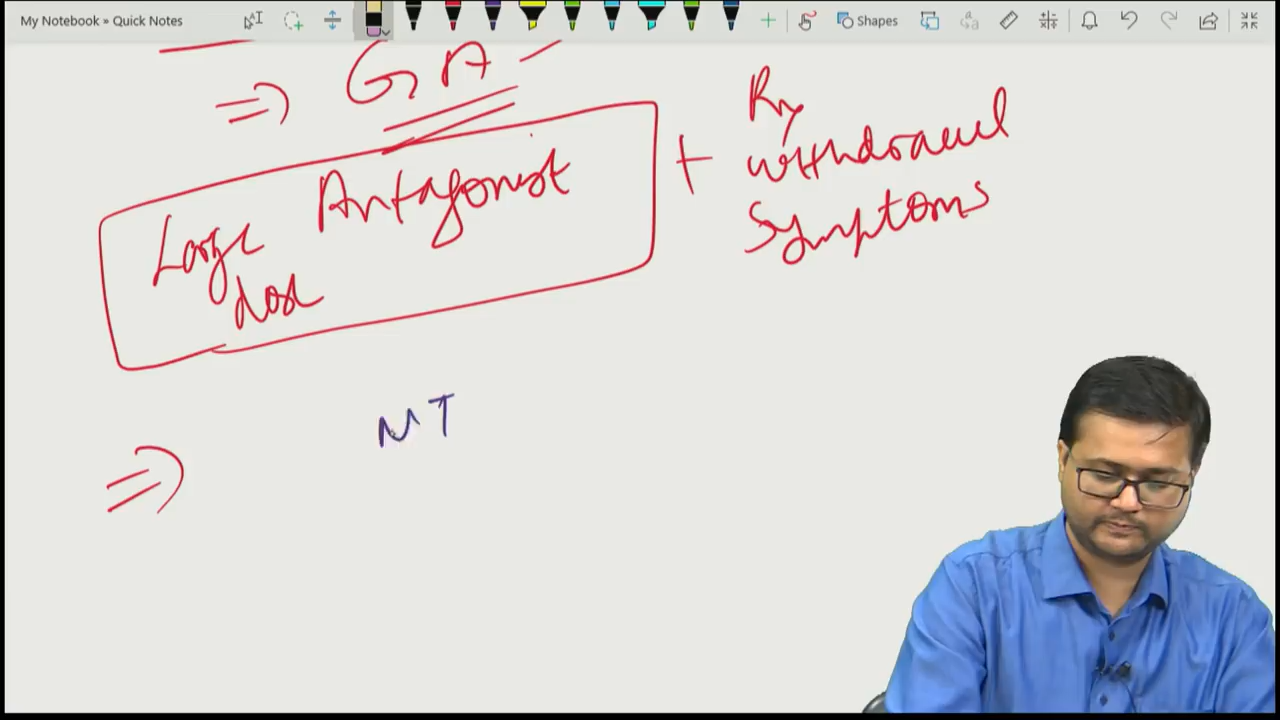 My Notebook » Quick Notes
Shapes
⇒ GA -
Large Antagonist
dose
+ Rx
withdrawal
symptoms
⇒
NT